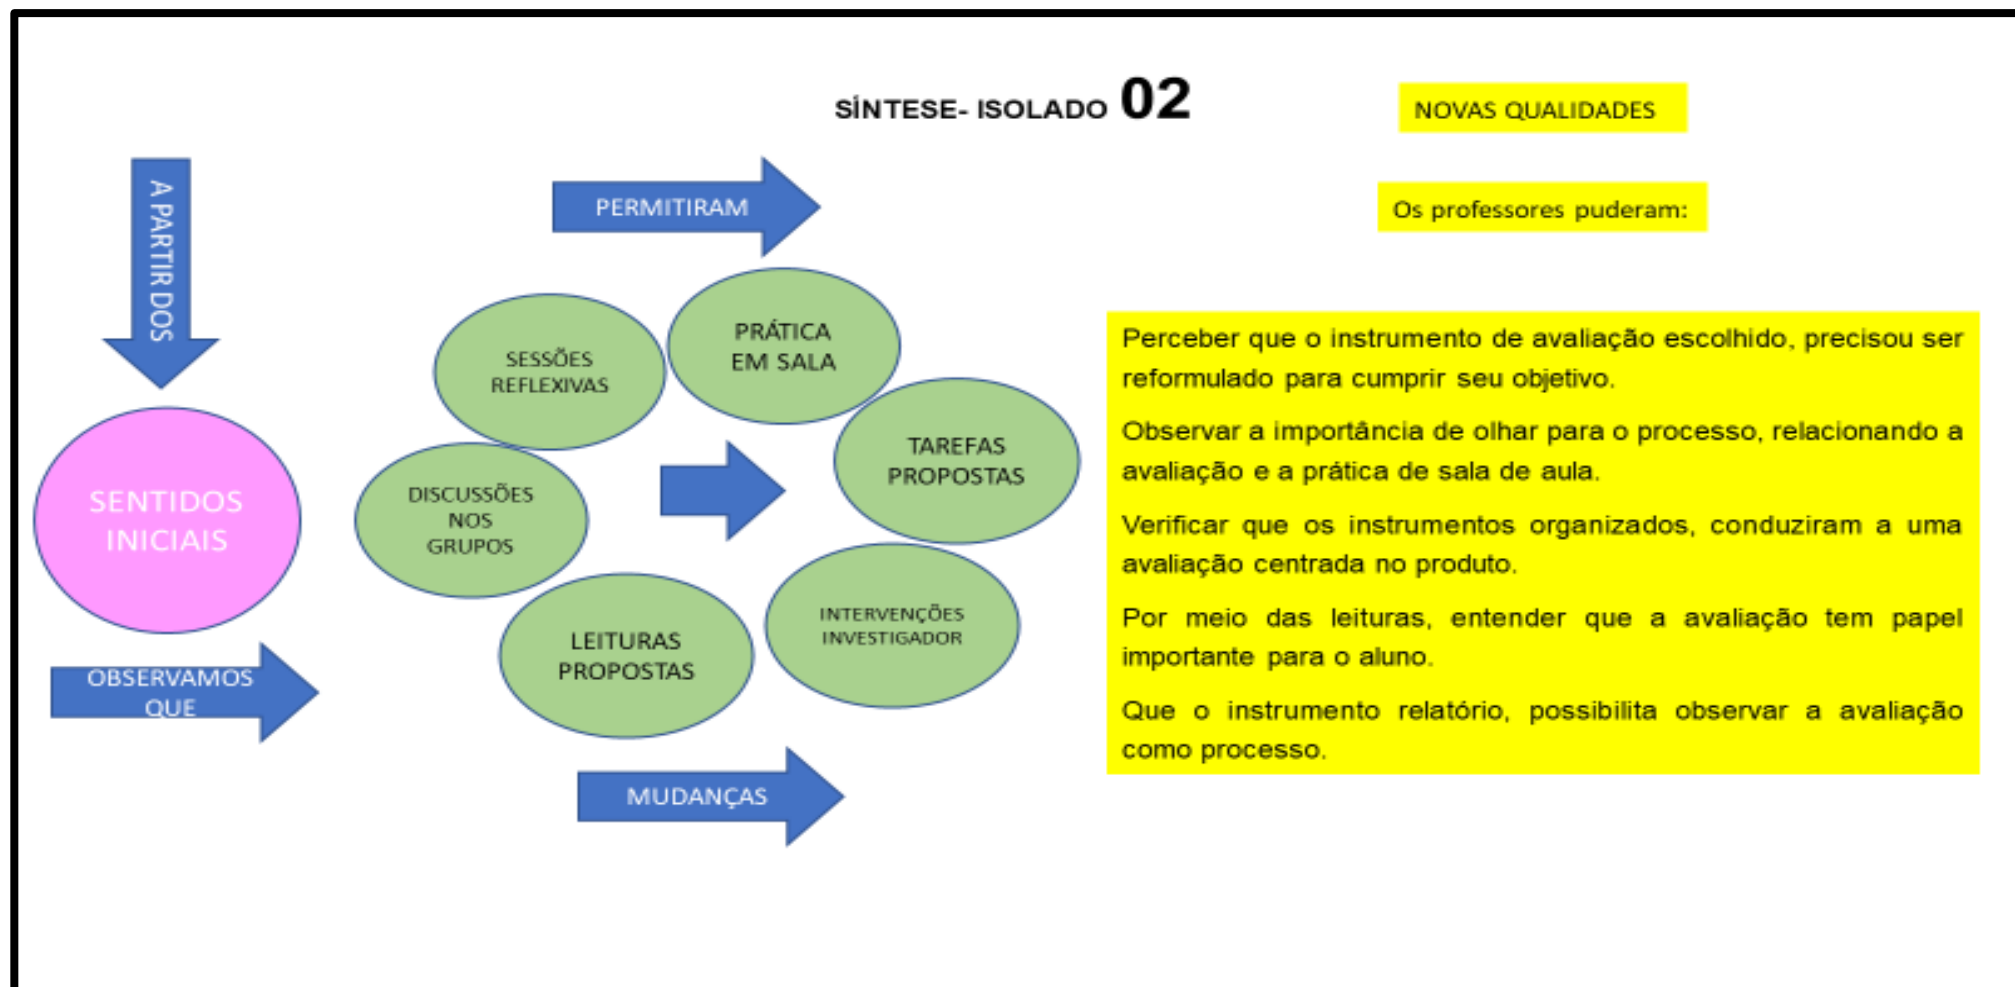 SÍNTESE- ISOLADO 02
NOVAS QUALIDADES
Os professores puderam:
A PARTIR DOS
SENTIDOS
INICIAIS
OBSERVAMOS
QUE
PERMITIRAM
SESSÕES
REFLEXIVAS
PRÁTICA
EM SALA
TAREFAS
PROPOSTAS
DISCUSSÕES
NOS
GRUPOS
LEITURAS
PROPOSTAS
INTERVENÇÕES
INVESTIGADOR
MUDANÇAS
Perceber que o instrumento de avaliação escolhido, precisou ser
reformulado para cumprir seu objetivo.
Observar a importância de olhar para o processo, relacionando a
avaliação e a prática de sala de aula.
Verificar que os instrumentos organizados, conduziram a uma
avaliação centrada no produto.
Por meio das leituras, entender que a avaliação tem papel
importante para o aluno.
Que o instrumento relatório, possibilita observar a avaliação
como processo.